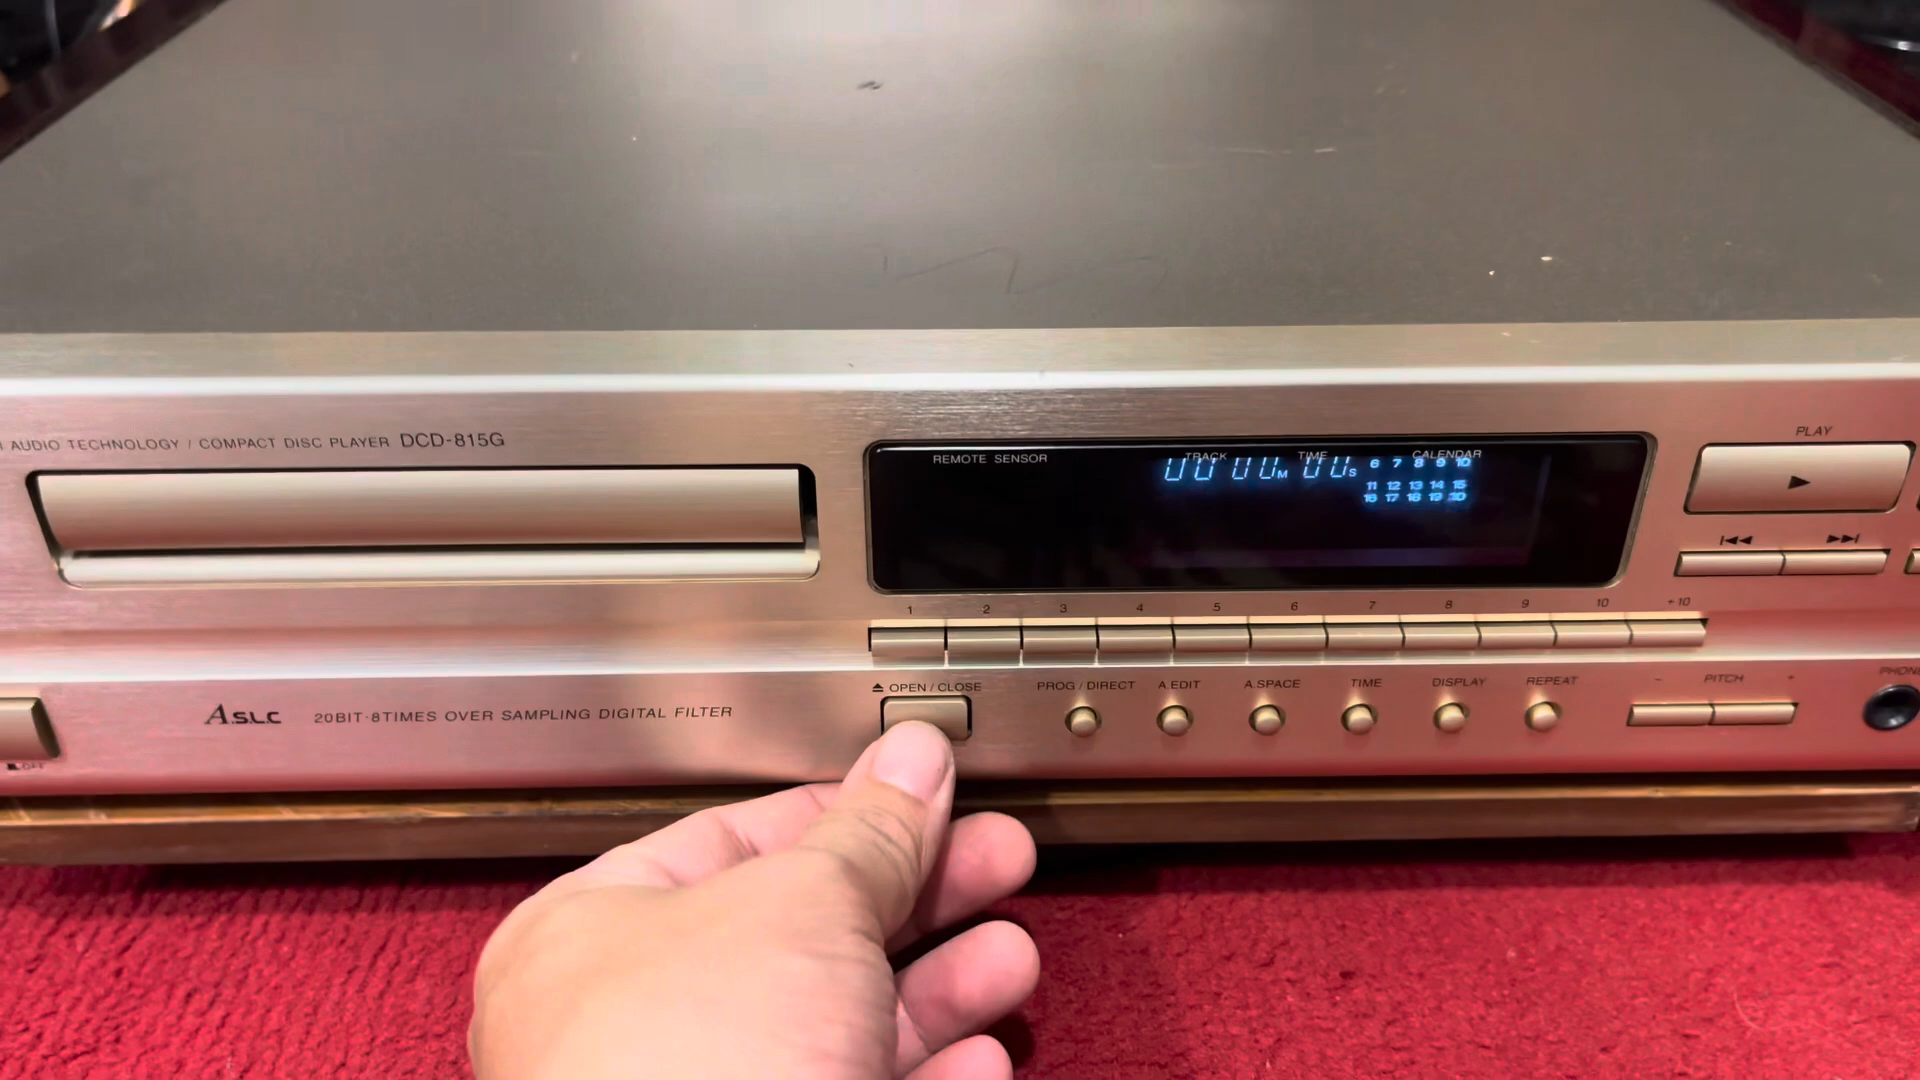 AUDIO TECHNOLOGY / COMPACT DISC PLAYER DCD-815G
REMOTE SENSOR
TRACK TIME CALENDAR
M S 6 7 8 9 10
11 12 13 14 15
16 17 18 19
PLAY
1 2 3 4 5 6 7 8 9 10 +10
OPEN / CLOSE PROG / DIRECT A.EDIT A.SPACE TIME DISPLAY REPEAT - PITCH +
ASLC 20BIT·8TIMES OVER SAMPLING DIGITAL FILTER
OFF